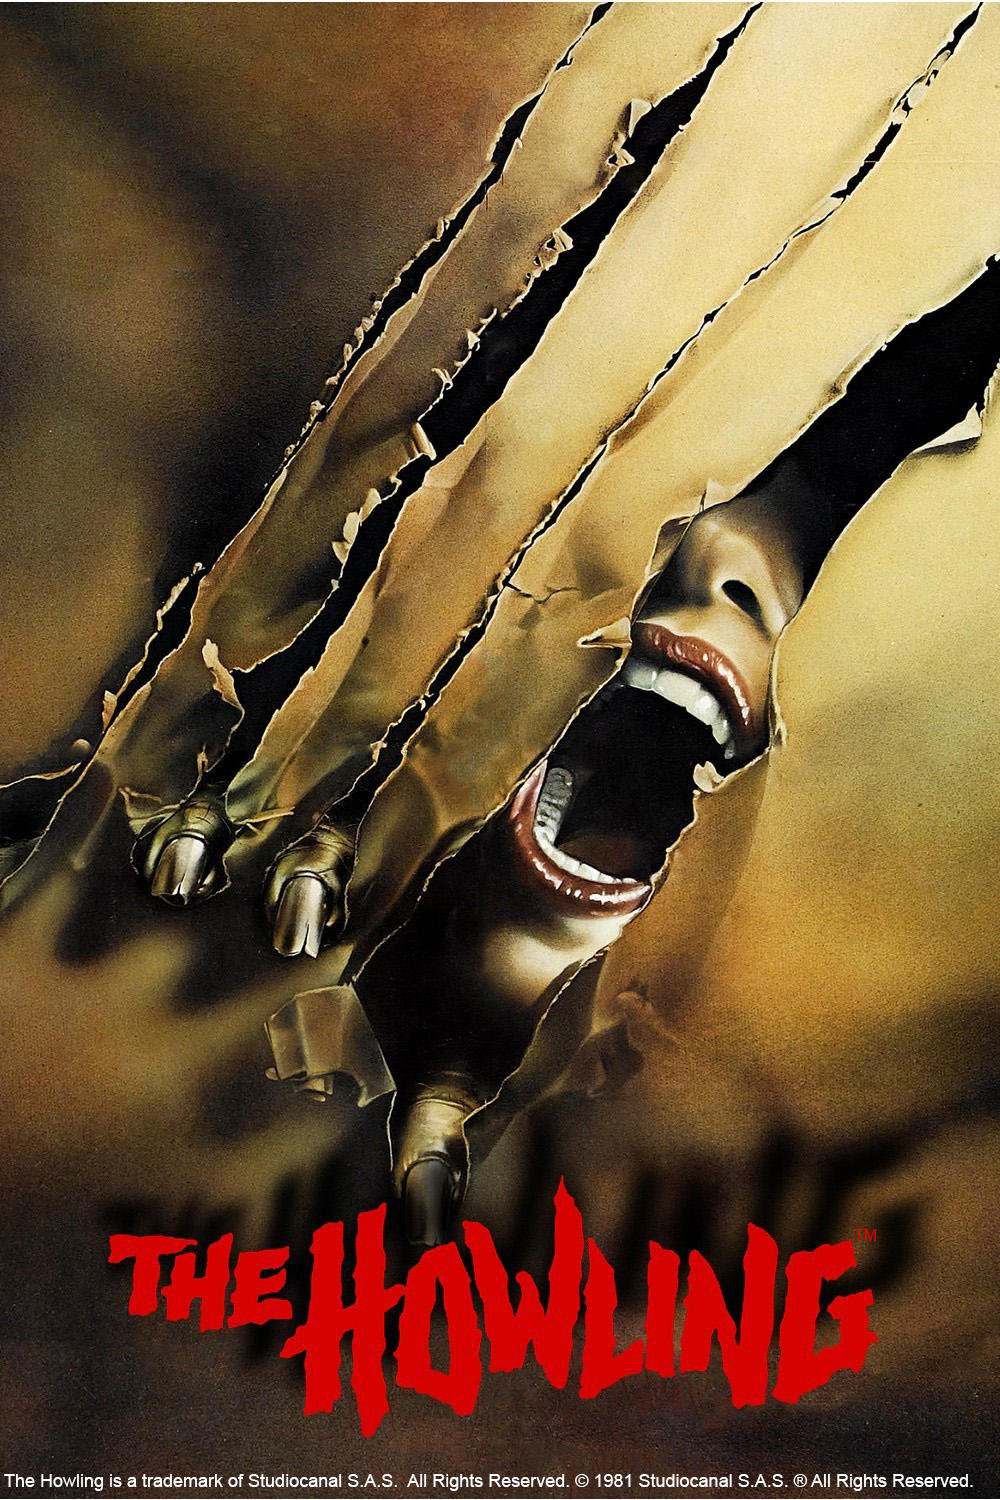 THE HOWLING™
The Howling is a trademark of Studiocanal S.A.S. All Rights Reserved. © 1981 Studiocanal S.A.S. ® All Rights Reserved.